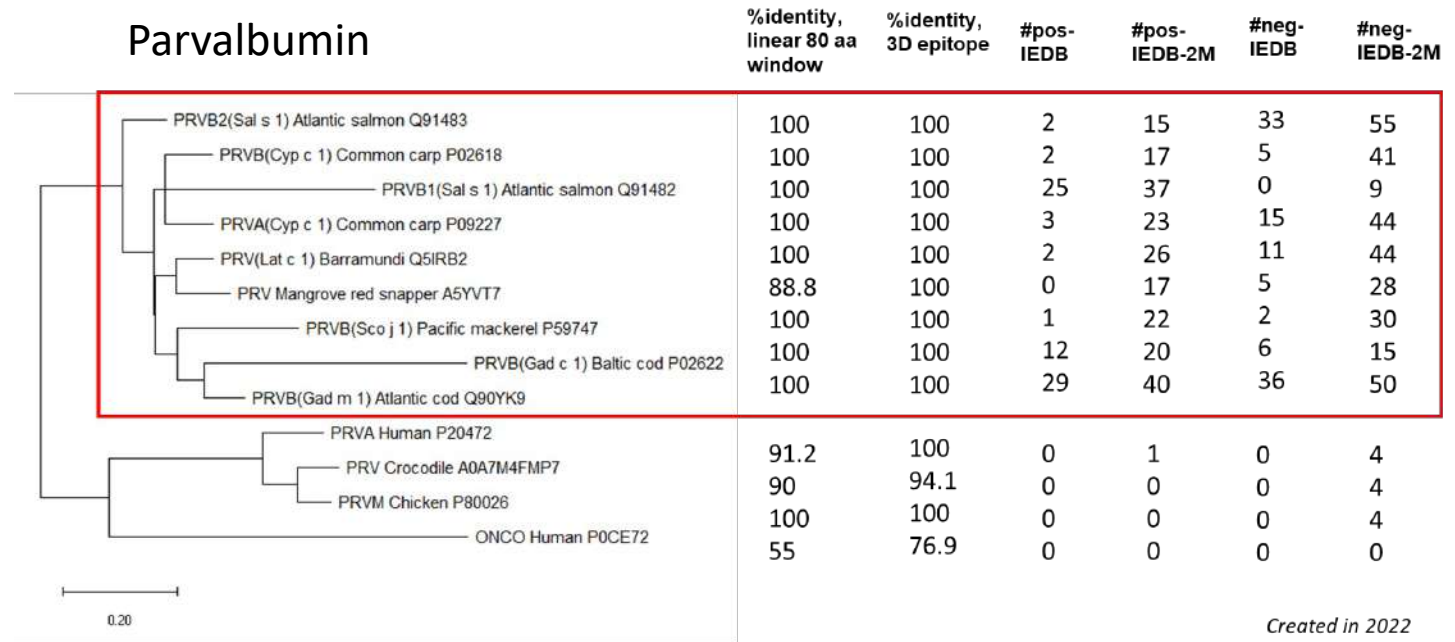 Parvalbumin
%identity, linear 80 aa window
%identity, 3D epitope
#pos-IEDB
#pos-IEDB-2M
#neg-IEDB
#neg-IEDB-2M
PRVB2(Sal s 1) Atlantic salmon Q91483 100 100 2 15 33 55
PRVB(Cyp c 1) Common carp P02618 100 100 2 17 5 41
PRVB1(Sal s 1) Atlantic salmon Q91482 100 100 25 37 0 9
PRVA(Cyp c 1) Common carp P09227 100 100 3 23 15 44
PRV(Lat c 1) Barramundi Q5IRB2 100 100 2 26 11 44
PRV Mangrove red snapper A5YVT7 88.8 100 0 17 5 28
PRVB(Sco j 1) Pacific mackerel P59747 100 100 1 22 2 30
PRVB(Gad c 1) Baltic cod P02622 100 100 12 20 6 15
PRVB(Gad m 1) Atlantic cod Q90YK9 100 100 29 40 36 50
PRVA Human P20472 91.2 100 0 1 0 4
PRV Crocodile A0A7M4FMP7 90 94.1 0 0 0 4
PRVM Chicken P80026 100 100 0 0 0 4
ONCO Human P0CE72 55 76.9 0 0 0 0
0.20
Created in 2022